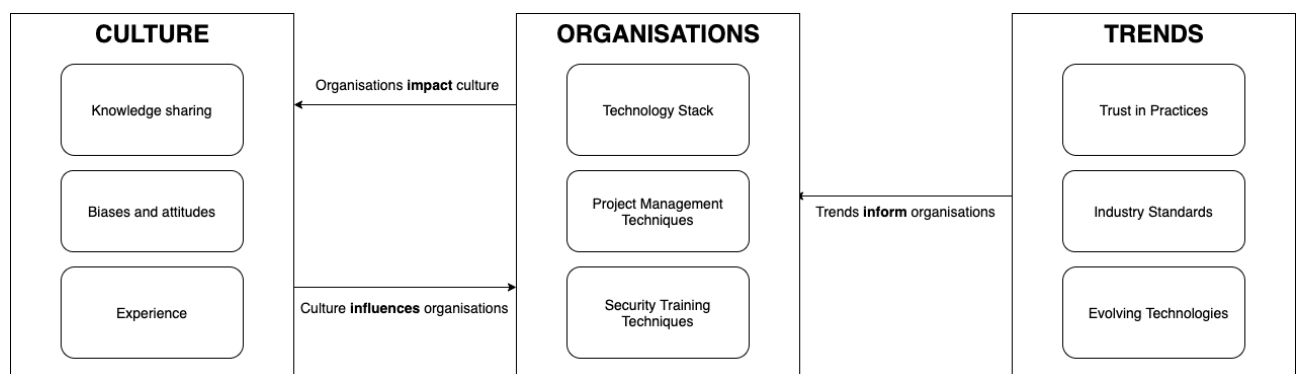 CULTURE
Knowledge sharing
Biases and attitudes
Experience
Organisations impact culture
Culture influences organisations
ORGANISATIONS
Technology Stack
Project Management
Techniques
Security Training
Techniques
Trends inform organisations
TRENDS
Trust in Practices
Industry Standards
Evolving Technologies